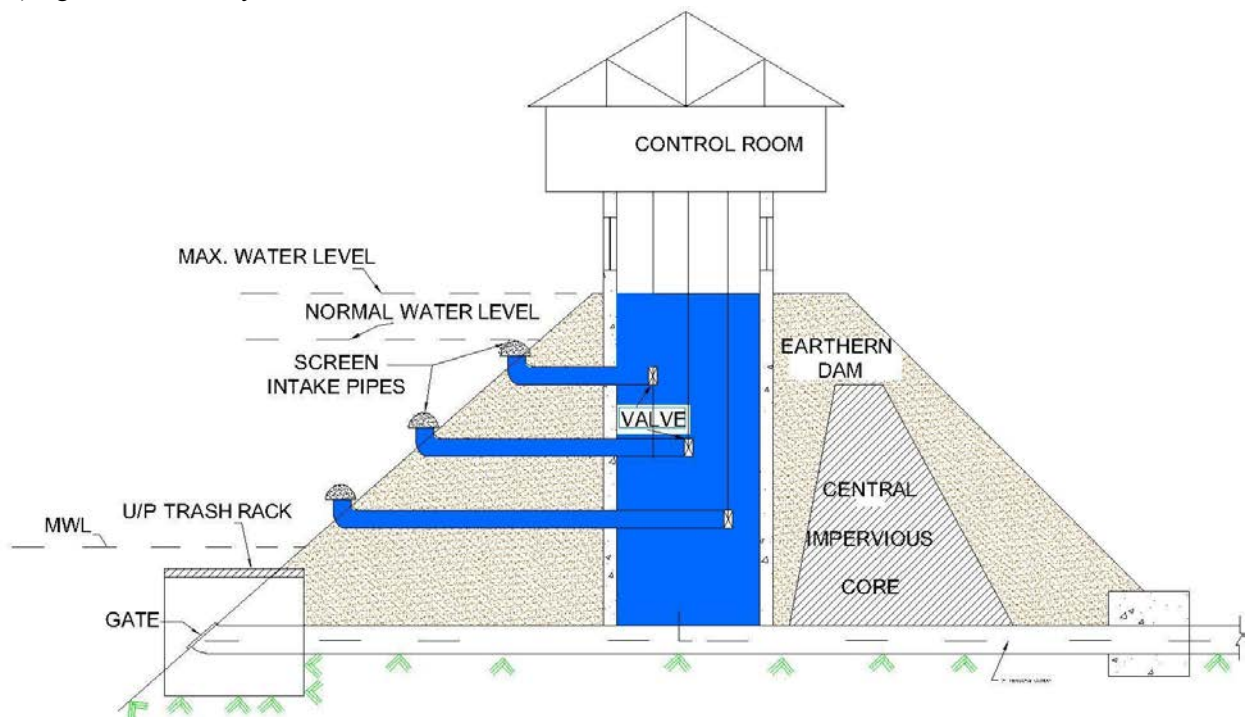 CONTROL ROOM
MAX. WATER LEVEL
NORMAL WATER LEVEL
SCREEN
INTAKE PIPES
EARTHERN
DAM
VALVE
CENTRAL
IMPERVIOUS
CORE
U/P TRASH RACK
MWL
GATE